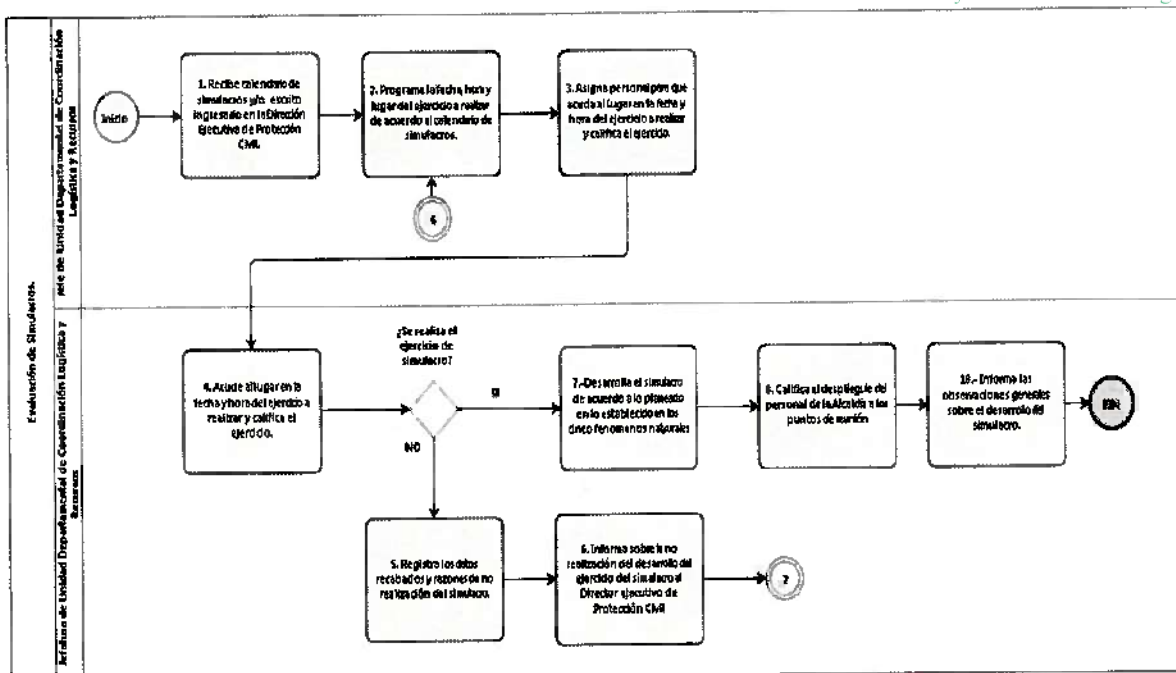 Evaluación de Simulacros.
Jefe de Unidad Departamental de Coordinación
Logística y Recursos
Inicio
1. Recibe calendario de
simulacros y/o escrito
ingresado en la Dirección
Ejecutiva de Protección
Civil.
2. Programa la fecha, hora y
lugar del ejercicio a realizar
de acuerdo al calendario de
simulacros.
3. Asigna personal para que
acuda al lugar en la fecha y
hora del ejercicio a realizar
y califica el ejercicio.
6
Jefatura de Unidad Departamental de Coordinación Logística y
Recursos
4. Acude al lugar en la
fecha y hora del ejercicio a
realizar y califica el
ejercicio.
¿Se realiza el
ejercicio de
simulacro?
SI
NO
7.-Desarrolla el simulacro
de acuerdo a lo planeado
en lo establecido en los
cinco fenomenos naturales
8. Califica el despliegue del
personal de la Alcaldía a los
puntos de reunión
10.- Informa las
observaciones generales
sobre el desarrollo del
simulacro.
FIN
5. Registra los datos
recabados y razones de no
realización del simulacro.
6. Informa sobre la no
realización del desarrollo del
ejercicio del simulacro al
Director ejecutivo de
Protección Civil
2